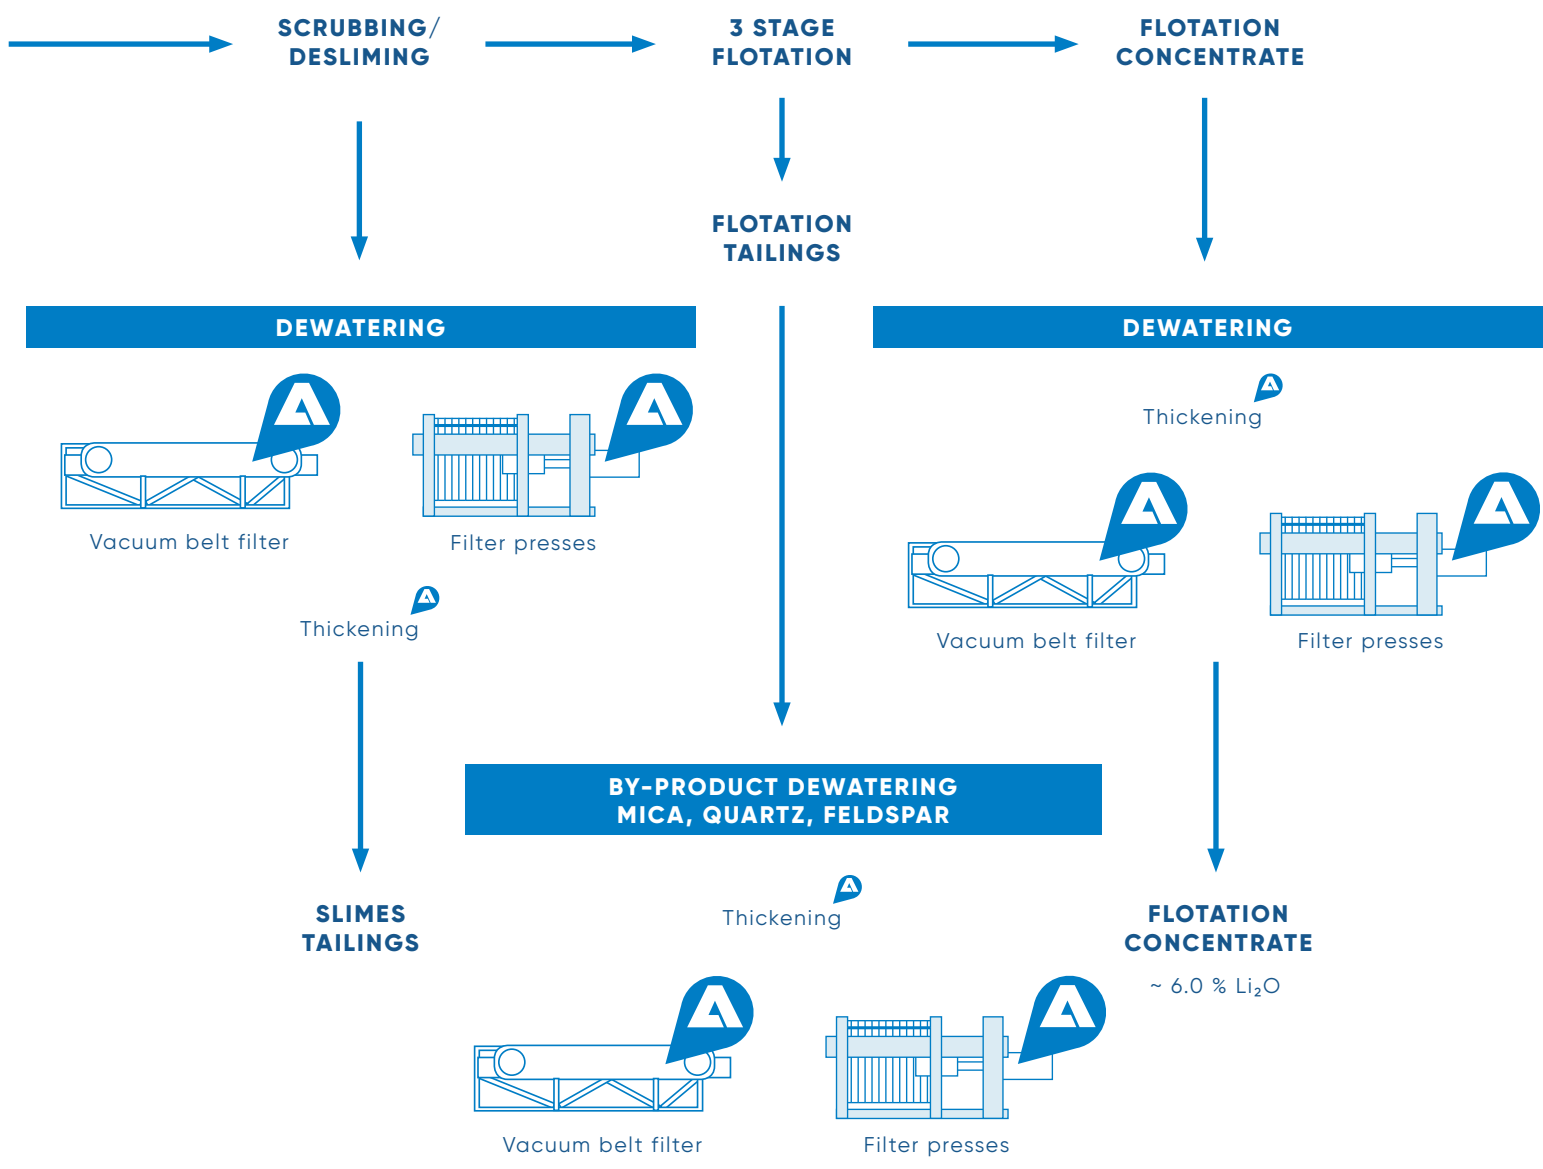 SCRUBBING/
DESLIMING
3 STAGE
FLOTATION
FLOTATION
CONCENTRATE
FLOTATION
TAILINGS
DEWATERING
Vacuum belt filter
Filter presses
Thickening
DEWATERING
Thickening
Vacuum belt filter
Filter presses
BY-PRODUCT DEWATERING
MICA, QUARTZ, FELDSPAR
SLIMES
TAILINGS
Thickening
Vacuum belt filter
Filter presses
FLOTATION
CONCENTRATE
~ 6.0 % Li₂O